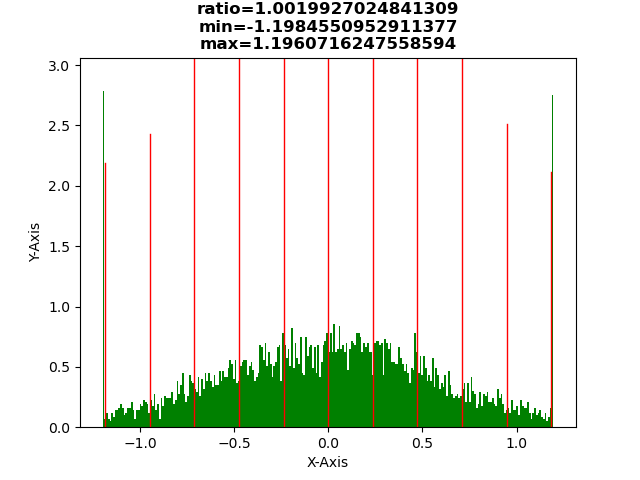 ratio=1.0019927024841309
min=-1.1984550952911377
max=1.1960716247558594
3.0
2.5
2.0
1.5
1.0
0.5
0.0
Y-Axis
−1.0 −0.5 0.0 0.5 1.0
X-Axis